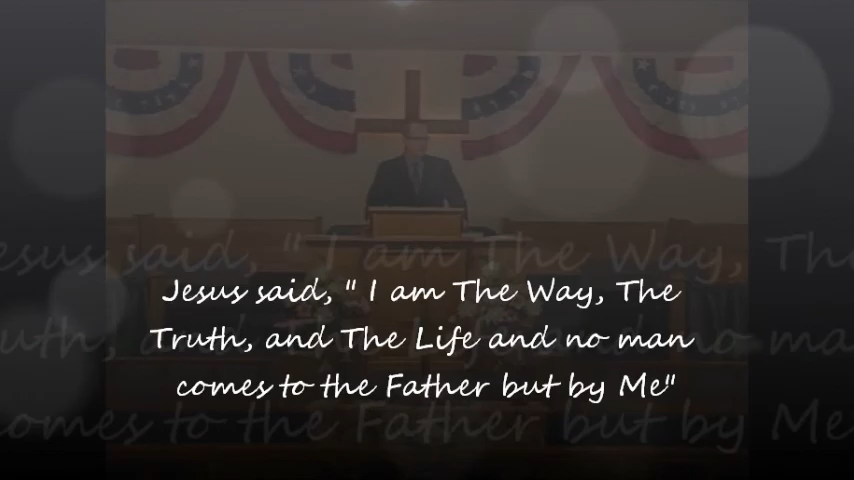 Jesus said, " I am The Way, The
Truth, and The Life and no man
comes to the Father but by Me"